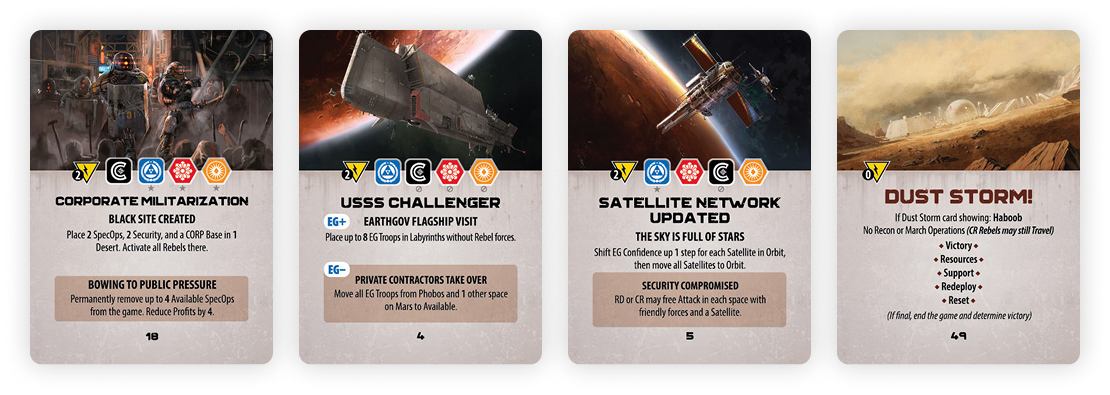 2
CORPORATE MILITARIZATION
BLACK SITE CREATED
Place 2 SpecOps, 2 Security, and a CORP Base in 1
Desert. Activate all Rebels there.
BOWING TO PUBLIC PRESSURE
Permanently remove up to 4 Available SpecOps
from the game. Reduce Profits by 4.
18
2
USSS CHALLENGER
EG+ EARTHGOV FLAGSHIP VISIT
Place up to 8 EG Troops in Labyrinths without Rebel forces.
EG–
PRIVATE CONTRACTORS TAKE OVER
Move all EG Troops from Phobos and 1 other space
on Mars to Available.
4
2
SATELLITE NETWORK
UPDATED
THE SKY IS FULL OF STARS
Shift EG Confidence up 1 step for each Satellite in Orbit,
then move all Satellites to Orbit.
SECURITY COMPROMISED
RD or CR may free Attack in each space with
friendly forces and a Satellite.
5
0
DUST STORM!
If Dust Storm card showing: Haboob
No Recon or March Operations (CR Rebels may still Travel)
• Victory •
• Resources •
• Support •
• Redeploy •
• Reset •
(If final, end the game and determine victory)
49